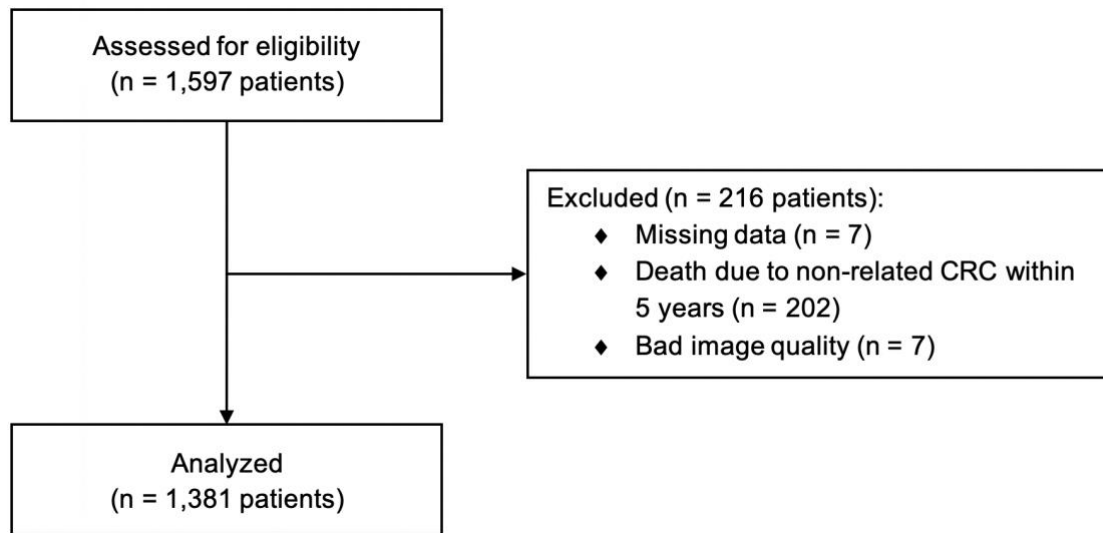 Assessed for eligibility
(n = 1,597 patients)
Excluded (n = 216 patients):
♦ Missing data (n = 7)
♦ Death due to non-related CRC within
5 years (n = 202)
♦ Bad image quality (n = 7)
Analyzed
(n = 1,381 patients)